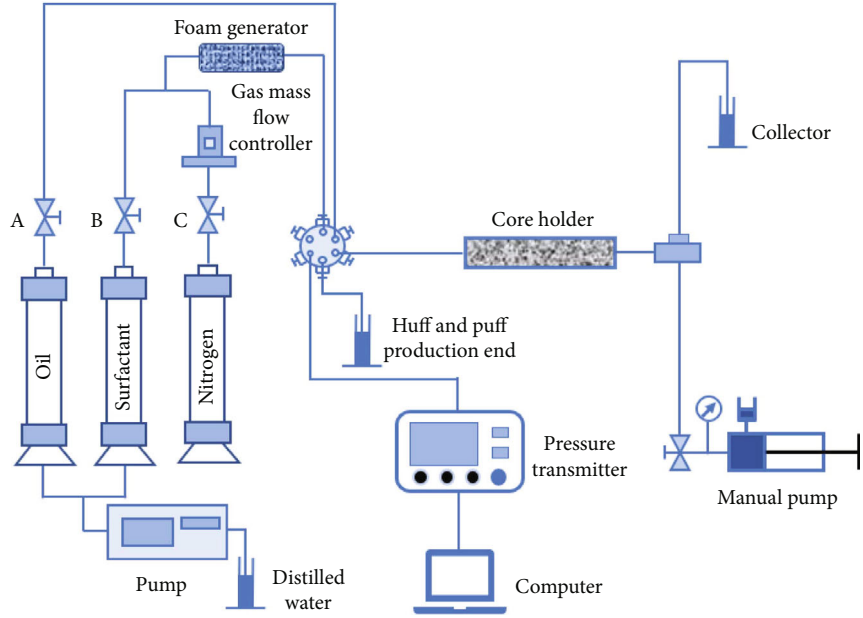 Foam generator
Gas mass
flow
controller
Collector
A
B
C
Core holder
Oil
Surfactant
Nitrogen
Huff and puff
production end
Pressure
transmitter
Manual pump
Pump
Distilled
water
Computer